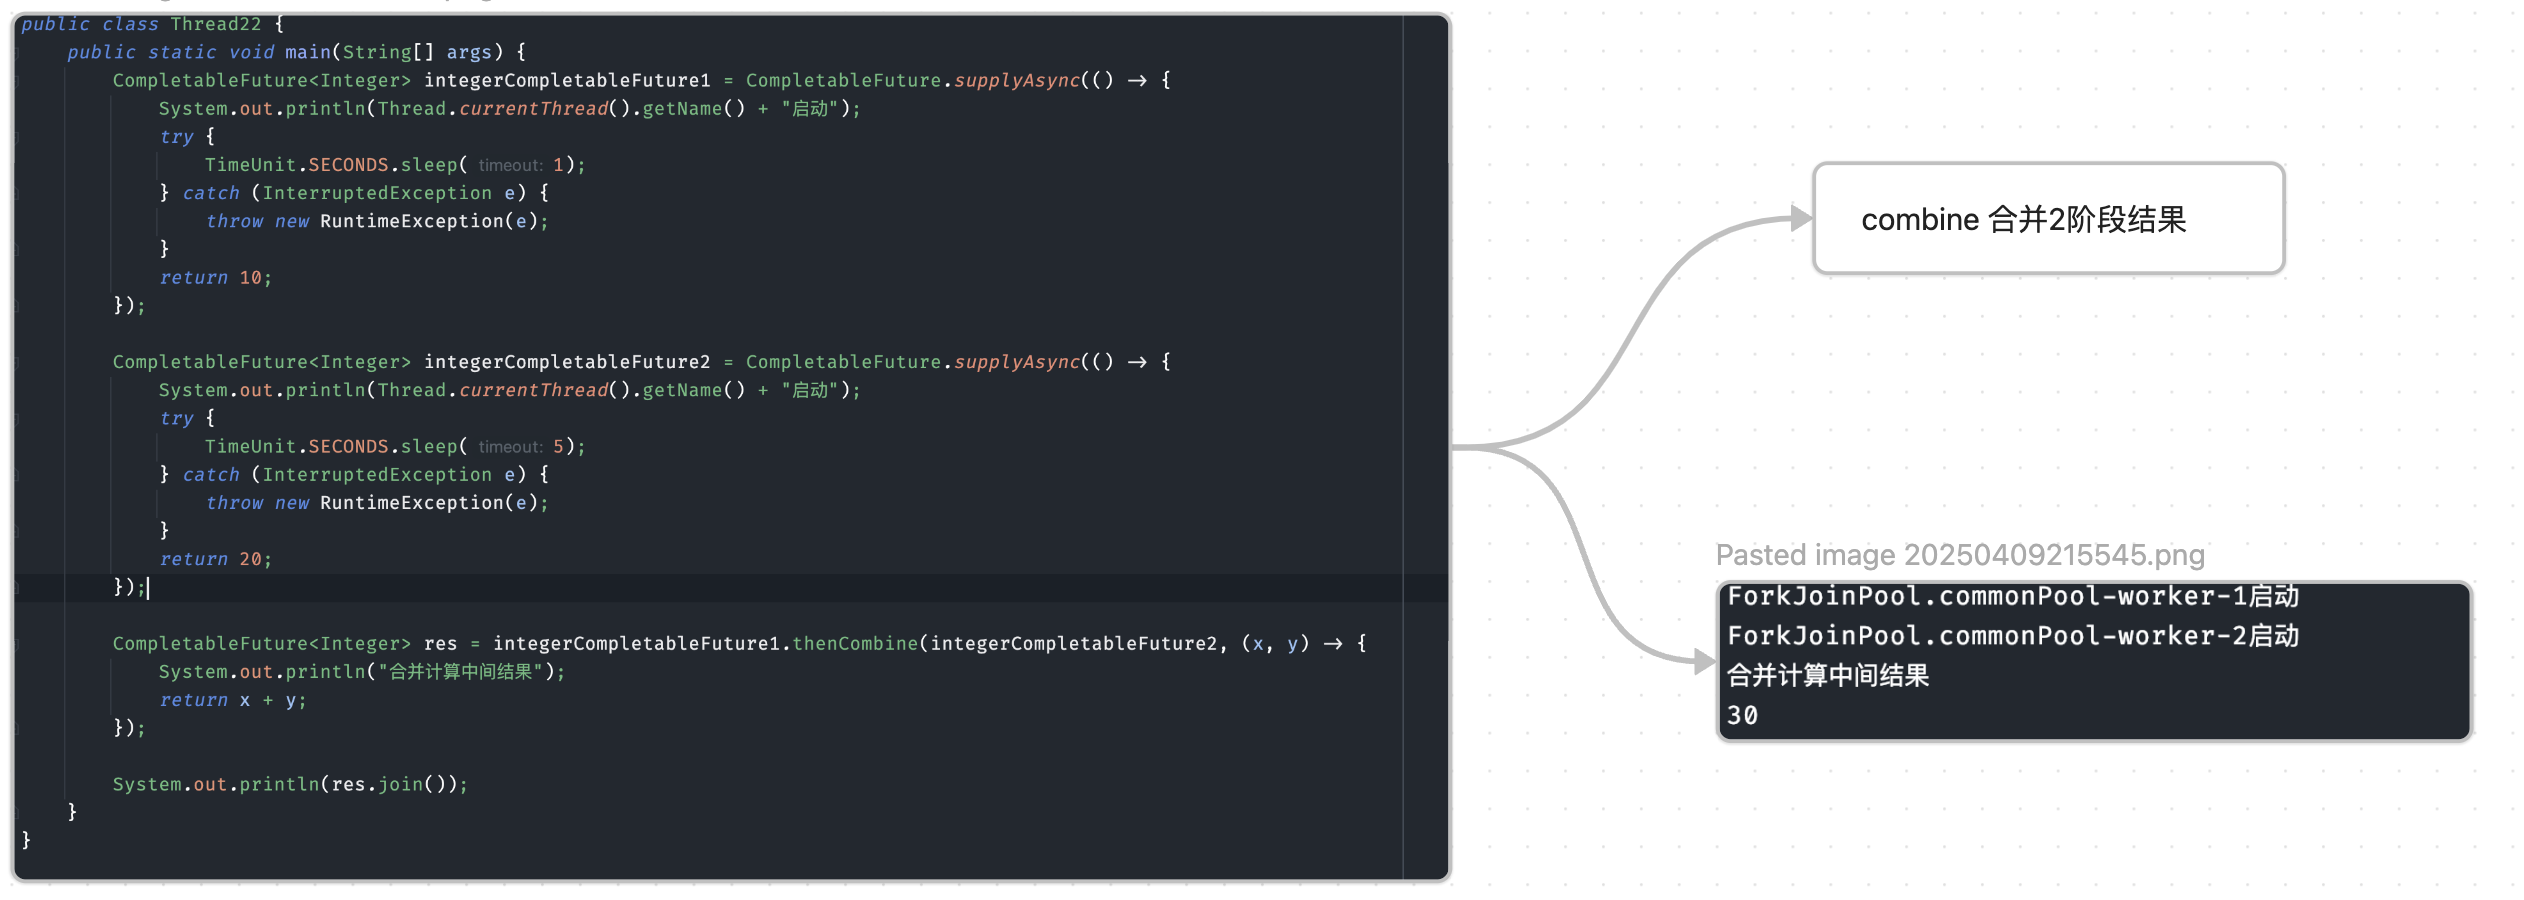 public class Thread22 {
    public static void main(String[] args) {
        CompletableFuture<Integer> integerCompletableFuture1 = CompletableFuture.supplyAsync(() -> {
            System.out.println(Thread.currentThread().getName() + "启动");
            try {
                TimeUnit.SECONDS.sleep( timeout: 1);
            } catch (InterruptedException e) {
                throw new RuntimeException(e);
            }
            return 10;
        });

        CompletableFuture<Integer> integerCompletableFuture2 = CompletableFuture.supplyAsync(() -> {
            System.out.println(Thread.currentThread().getName() + "启动");
            try {
                TimeUnit.SECONDS.sleep( timeout: 5);
            } catch (InterruptedException e) {
                throw new RuntimeException(e);
            }
            return 20;
        });

        CompletableFuture<Integer> res = integerCompletableFuture1.thenCombine(integerCompletableFuture2, (x, y) -> {
            System.out.println("合并计算中间结果");
            return x + y;
        });

        System.out.println(res.join());
    }
}
combine 合并2阶段结果
Pasted image 20250409215545.png
ForkJoinPool.commonPool-worker-1启动
ForkJoinPool.commonPool-worker-2启动
合并计算中间结果
30